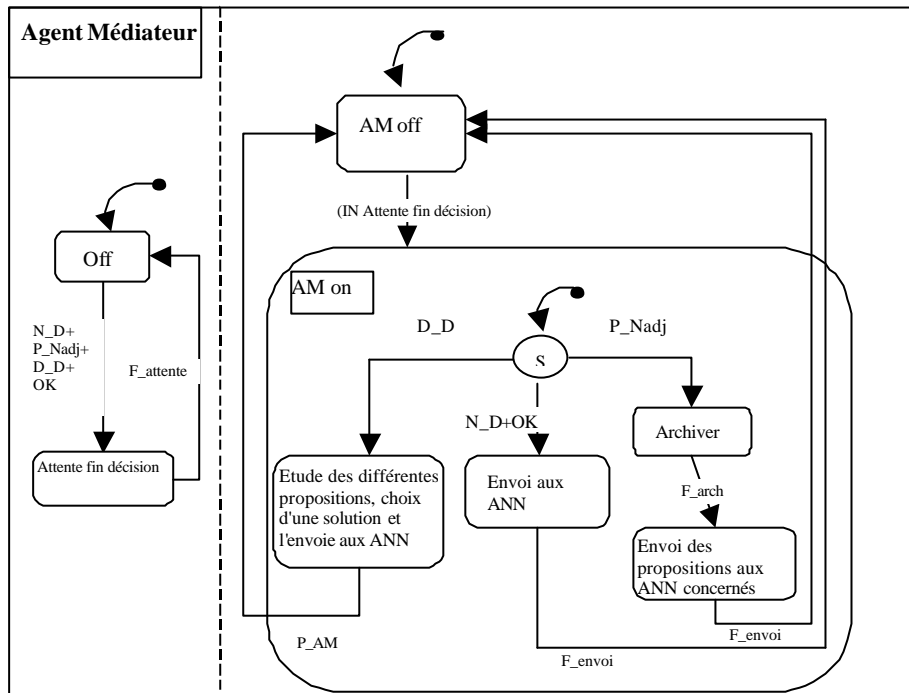 Agent Médiateur
AM off
(IN Attente fin décision)
Off
N_D+
P_Nadj+
D_D+
OK
F_attente
Attente fin décision
AM on
D_D
P_Nadj
S
N_D+OK
Archiver
Etude des différentes
propositions, choix
d'une solution et
l'envoie aux ANN
Envoi aux
ANN
F_arch
Envoi des
propositions aux
ANN concernés
P_AM
F_envoi
F_envoi